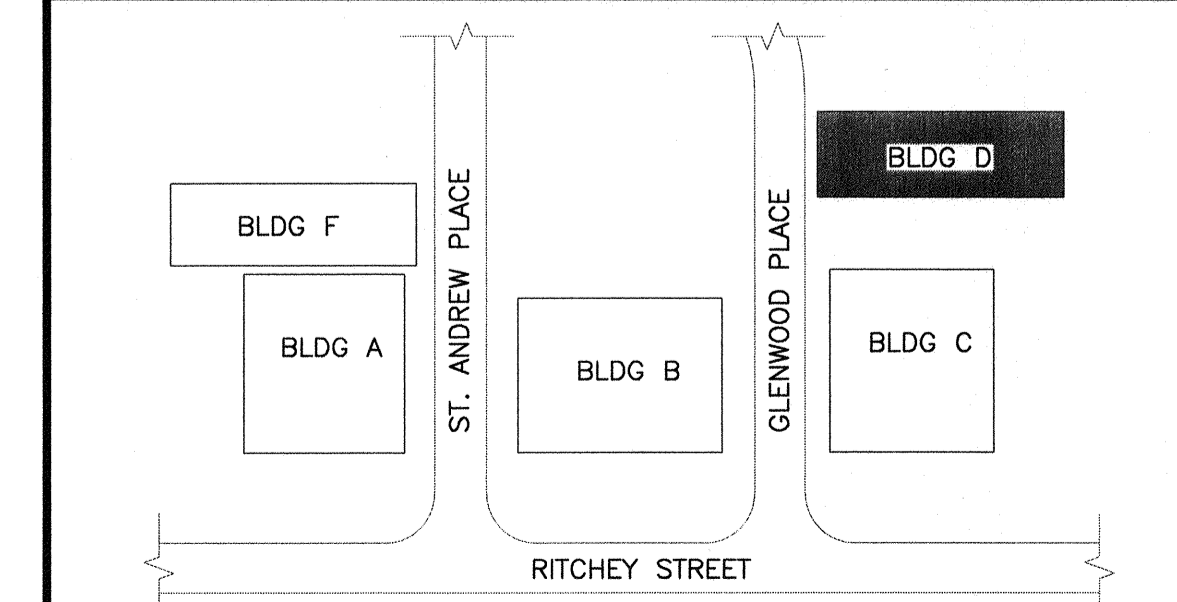 BLDG D
BLDG F
ST. ANDREW PLACE
GLENWOOD PLACE
BLDG A
BLDG B
BLDG C
RITCHEY STREET